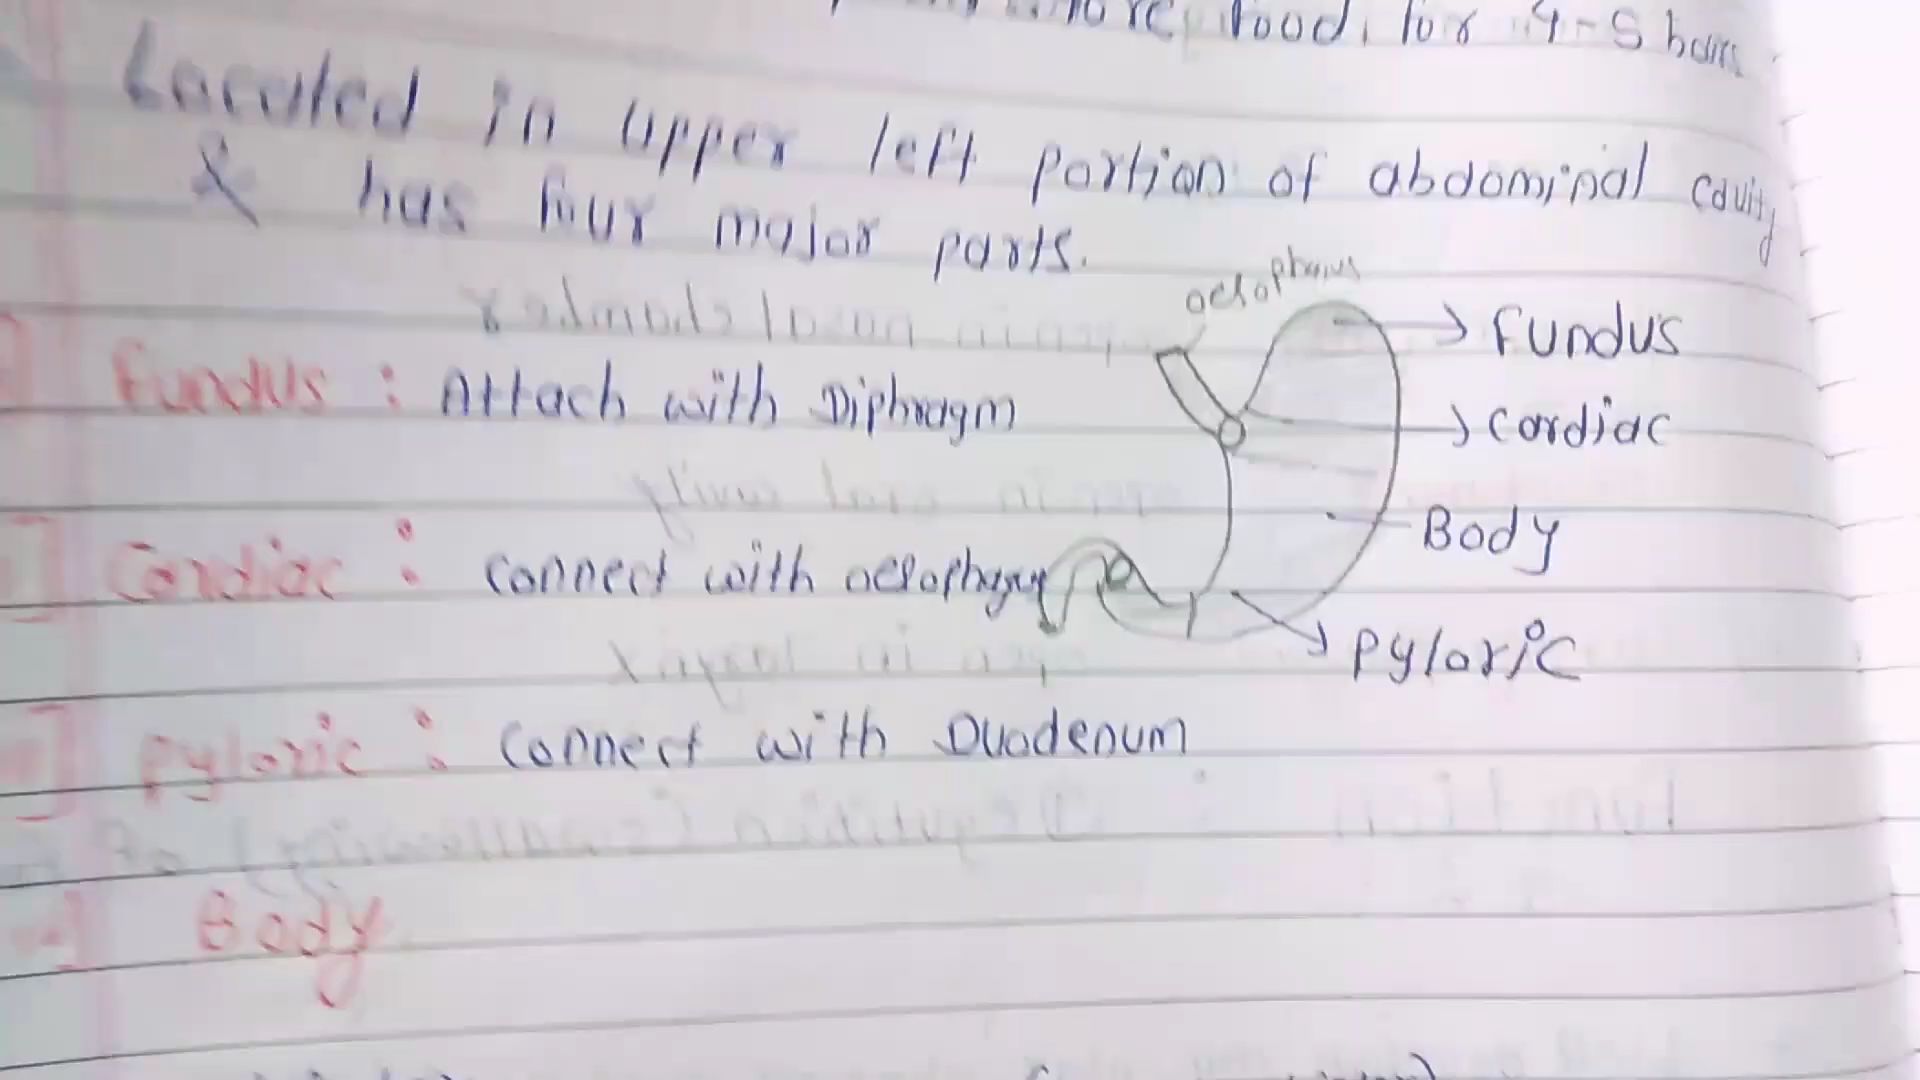 food, for 4-5 hours
Located in upper left portion of abdominal cavity
& has four major parts.
oesophagus
Fundus
Fundus : Attach with Diphragm
Cardiac
Body
Cardiac : Connect with oesophagus
Pyloric
Pyloric : Connect with Duodenum
Body